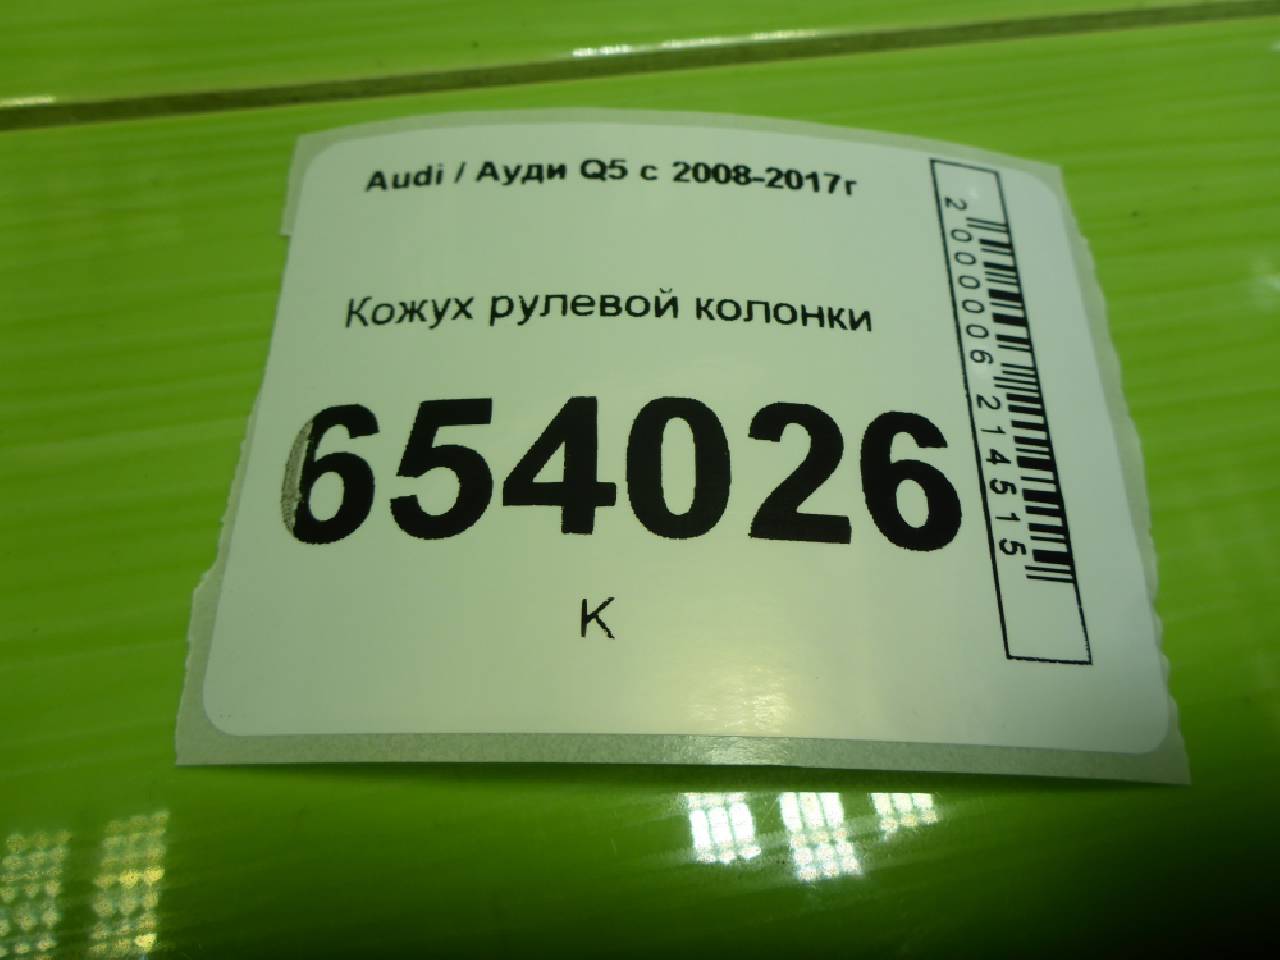 Audi / Ауди Q5 с 2008-2017г
Кожух рулевой колонки
654026
К
2000006214515